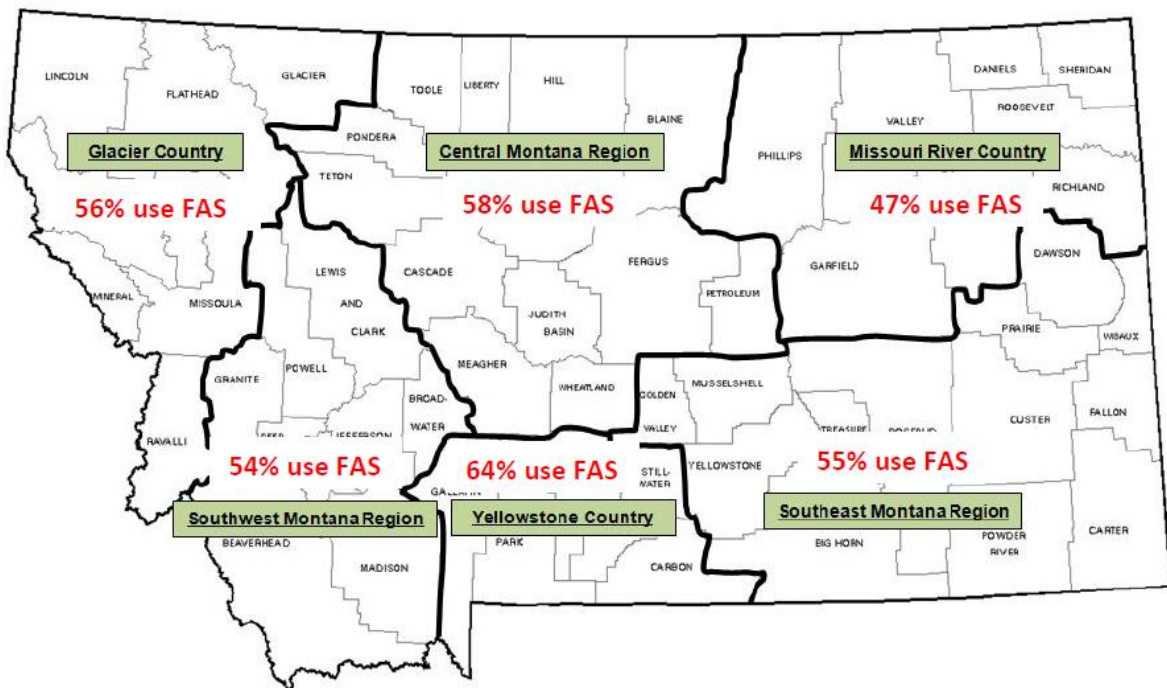 LINCOLN
FLATHEAD
GLACIER
TOOLE
LIBERTY
HILL
BLAINE
DANIELS
SHERIDAN
ROOSEVELT
VALLEY
PHILLIPS
RICHLAND
PONDERA
TETON
Glacier Country
Central Montana Region
Missouri River Country
56% use FAS
58% use FAS
47% use FAS
LEWIS
AND
CLARK
CASCADE
FERGUS
PETROLEUM
GARFIELD
DAWSON
MINERAL
MISSOULA
JUDITH
BASIN
PRAIRIE
WIBAUX
GRANITE
POWELL
MEAGHER
WHEATLAND
GOLDEN
VALLEY
MUSSELSHELL
BROAD-
WATER
JEFFERSON
RAVALLI
TREASURE
CUSTER
FALLON
54% use FAS
64% use FAS
55% use FAS
STILL-
WATER
YELLOWSTONE
Southwest Montana Region
Yellowstone Country
Southeast Montana Region
BEAVERHEAD
MADISON
PARK
CARBON
BIG HORN
POWDER
RIVER
CARTER